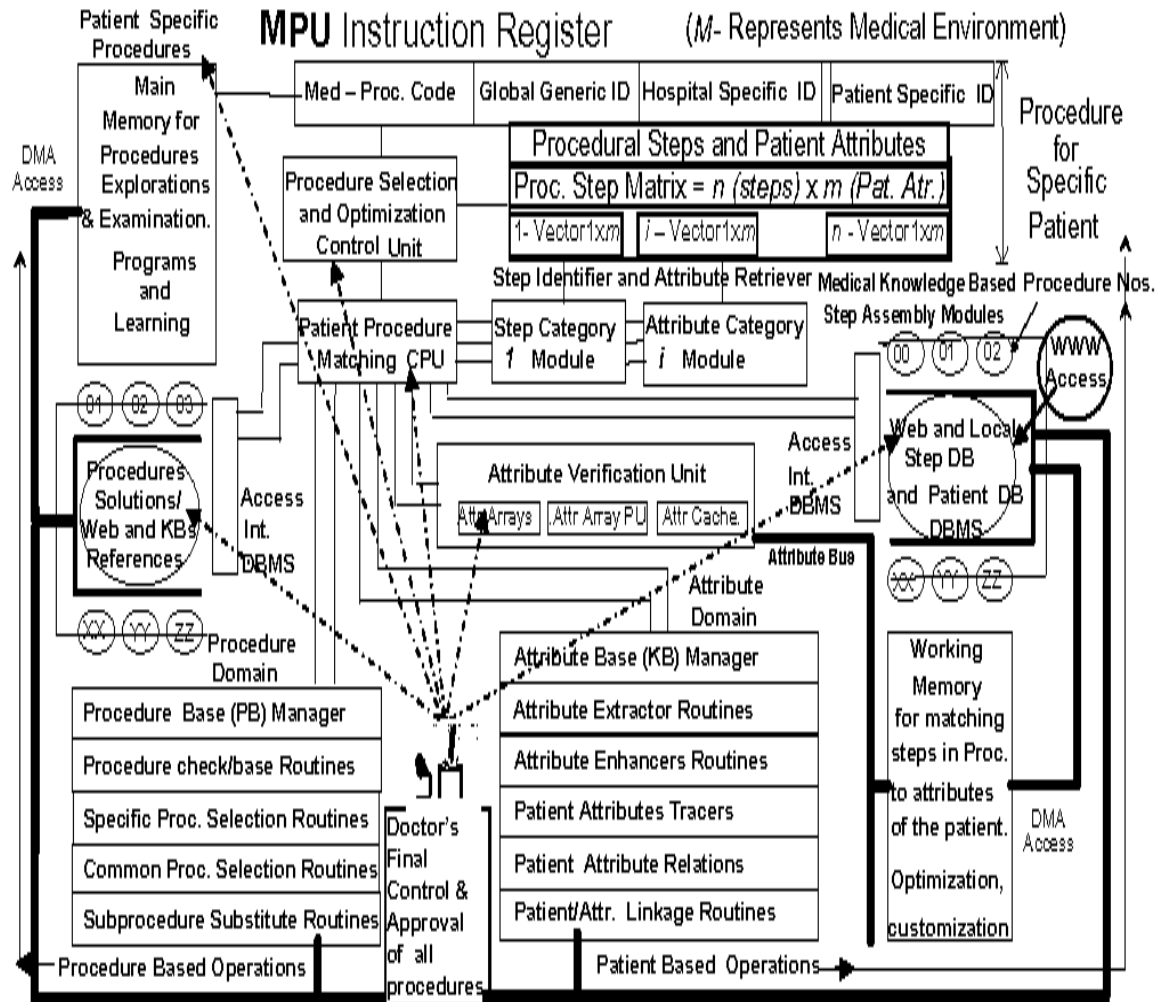 Patient Specific
Procedures
MPU Instruction Register
(M- Represents Medical Environment)
Main
Memory for
Procedures
Explorations
& Examination.
Programs
and
Learning
DMA
Access
Med – Proc. Code
Global Generic ID
Hospital Specific ID
Patient Specific ID
Procedure
for
Specific
Patient
Procedural Steps and Patient Attributes
Proc. Step Matrix = n (steps) x m (Pat. Atr.)
1- Vector1xm
i – Vector1xm
n - Vector1xm
Procedure Selection
and Optimization
Control Unit
Step Identifier and Attribute Retriever
Medical Knowledge Based Procedure Nos.
Step Assembly Modules
Patient Procedure
Matching CPU
Step Category
1 Module
Attribute Category
i Module
00 01 02
WWW
Access
01 02 03
Procedures
Solutions/
Web and KBs
References
Access
Int.
DBMS
XX YY ZZ
Procedure
Domain
Attribute Verification Unit
Attr Arrays
.Attr Array PU
Attr Cache.
Access
Int.
DBMS
Web and Local
Step DB
and Patient DB
DBMS
Attribute Bus
XX YY ZZ
Attribute
Domain
Procedure Base (PB) Manager
Procedure check/base Routines
Specific Proc. Selection Routines
Common Proc. Selection Routines
Subprocedure Substitute Routines
Doctor's
Final
Control &
Approval
of all
procedures
Attribute Base (KB) Manager
Attribute Extractor Routines
Attribute Enhancers Routines
Patient Attributes Tracers
Patient Attribute Relations
Patient/Attr. Linkage Routines
Working
Memory
for matching
steps in Proc.
to attributes
of the patient.
Optimization,
customization
DMA
Access
Procedure Based Operations
Patient Based Operations